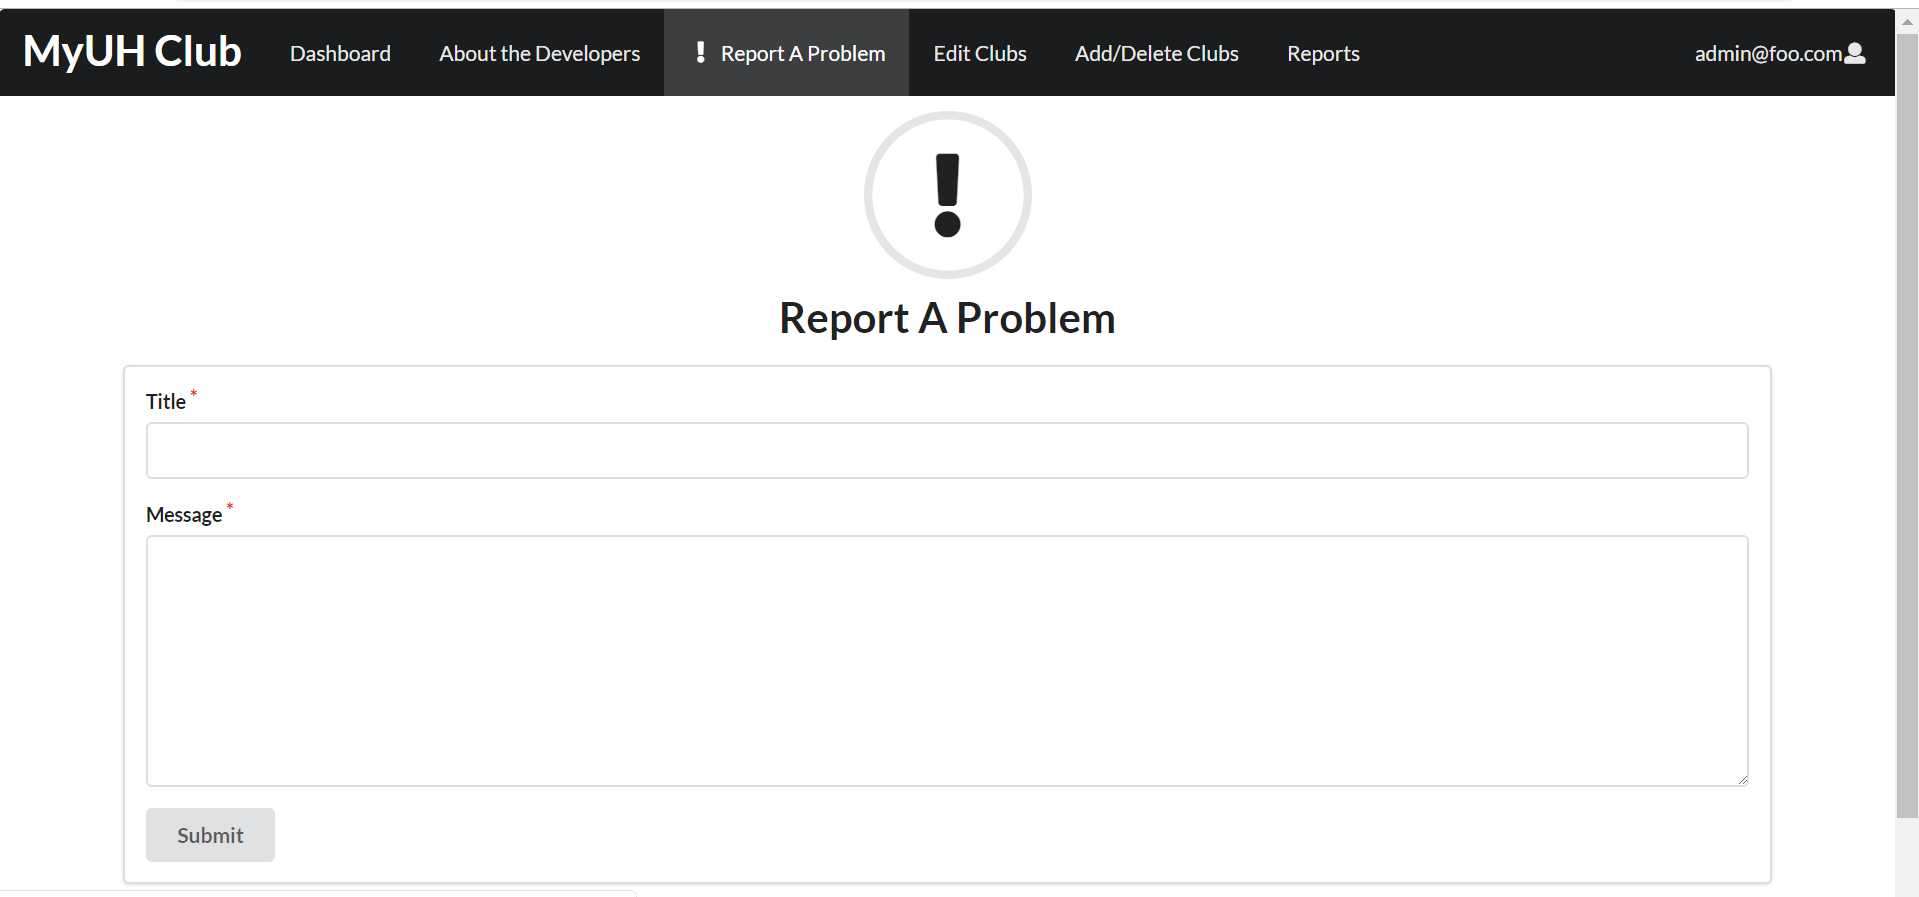 MyUH Club Dashboard About the Developers Report A Problem Edit Clubs Add/Delete Clubs Reports admin@foo.com
Report A Problem
Title *
Message *
Submit